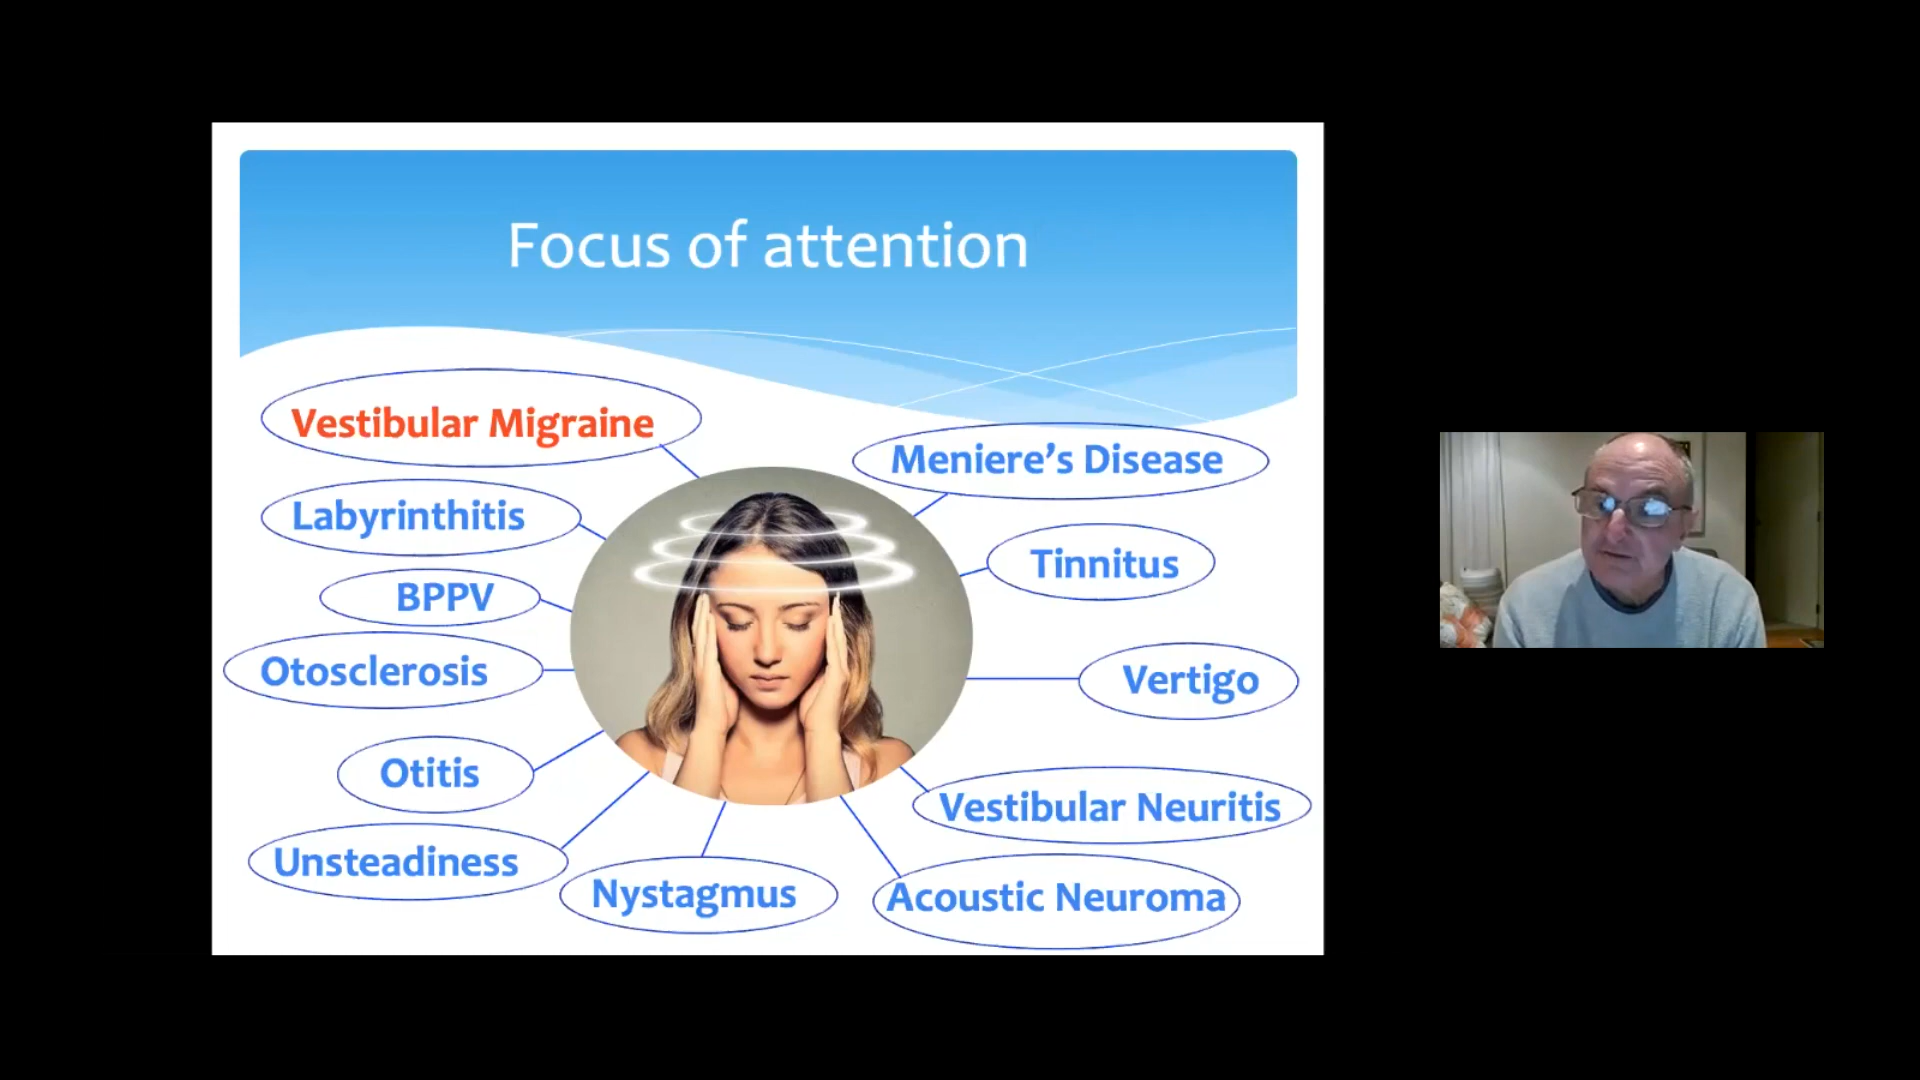 Focus of attention
Vestibular Migraine
Meniere’s Disease
Labyrinthitis
Tinnitus
BPPV
Otosclerosis
Vertigo
Otitis
Vestibular Neuritis
Unsteadiness
Nystagmus
Acoustic Neuroma